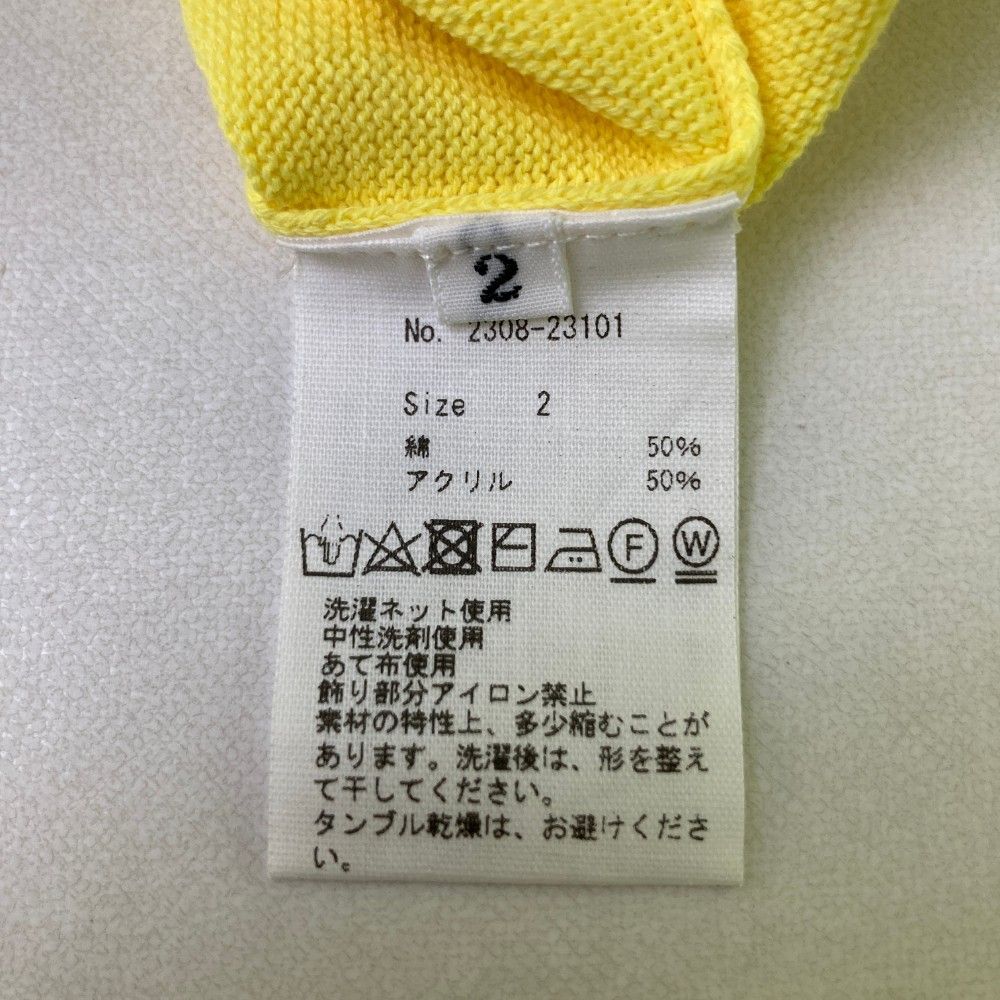 2
No. 2308-23101
Size 2
綿 50%
アクリル 50%
F W
洗濯ネット使用
中性洗剤使用
あて布使用
飾り部分アイロン禁止
素材の特性上、多少縮むことが
あります。洗濯後は、形を整え
て干してください。
タンブル乾燥は、お避けくださ
い。